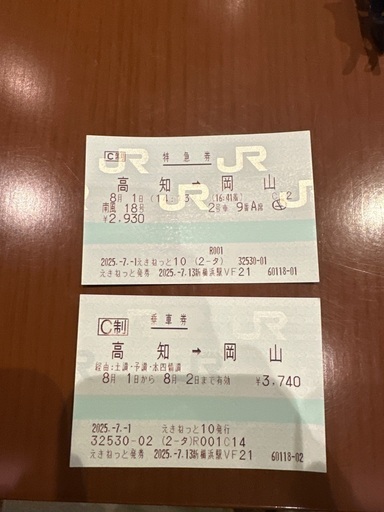 C制 特急券
高知 → 岡山
8月 1日 (16:41発)
南風 18号 2号車 9番A席
¥2,930
R001
2025.-7.-1えきねっと10 (2-タ) 32530-01
えきねっと発券 2025.-7.13新横浜駅VF21 60118-01
C制 乗車券
高知 → 岡山
経由:土讃・予讃・本四備讃
8月 1日から 8月 2日まで有効 ¥3,740
2025.-7.-1 えきねっと10発行
32530-02 (2-タ)R001C14
えきねっと発券 2025.-7.13新横浜駅VF21 60118-02